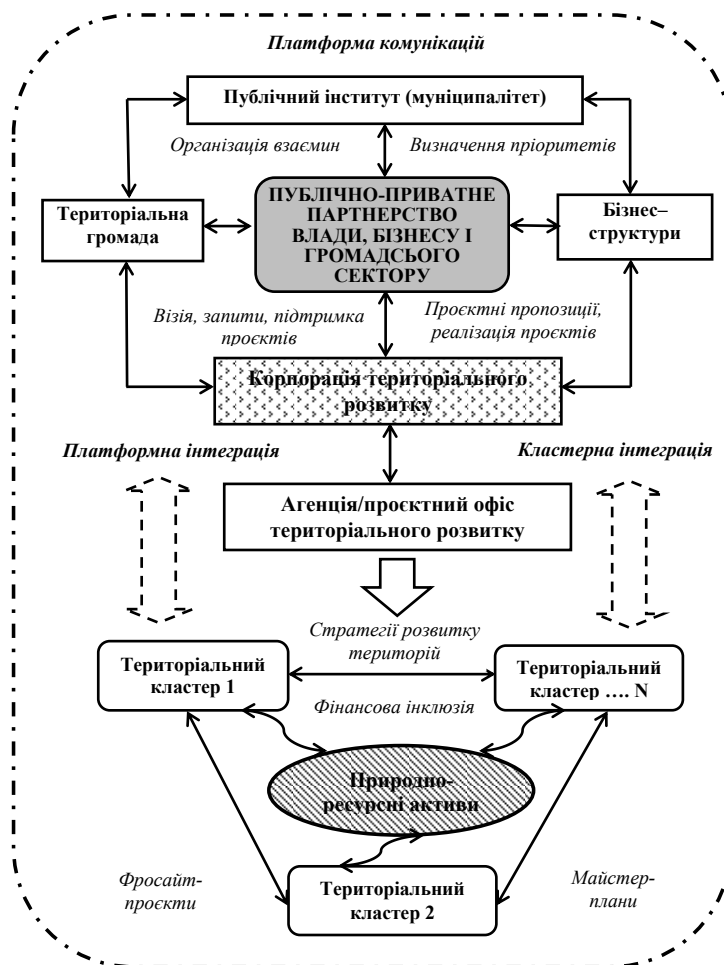 Платформа комунікацій
Публічний інститут (муніципалітет)
Організація взаємин
Визначення пріоритетів
Територіальна
громада
ПУБЛІЧНО-ПРИВАТНЕ
ПАРТНЕРСТВО
ВЛАДИ, БІЗНЕСУ І
ГРОМАДСЬОГО
СЕКТОРУ
Бізнес–
структури
Візія, запити, підтримка
проєктів
Проєктні пропозиції,
реалізація проєктів
Корпорація територіального
розвитку
Платформна інтеграція
Кластерна інтеграція
Агенція/проєктний офіс
територіального розвитку
Стратегії розвитку
територій
Територіальний
кластер 1
Територіальний
кластер …. N
Фінансова інклюзія
Природно-
ресурсні активи
Фросайт-
проєкти
Територіальний
кластер 2
Майстер-
плани